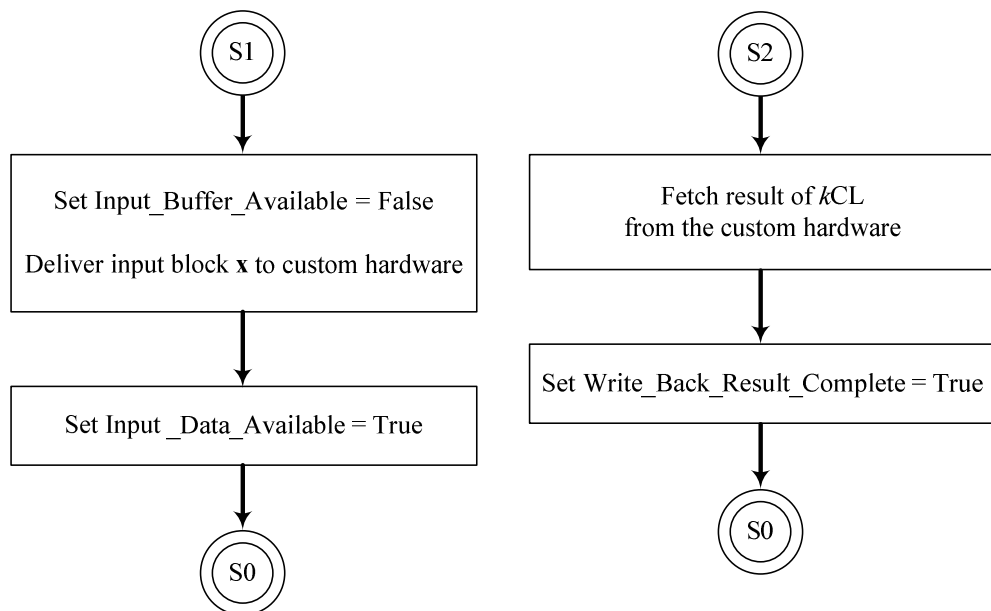 S1
Set Input_Buffer_Available = False
Deliver input block x to custom hardware
Set Input _Data_Available = True
S0
S2
Fetch result of kCL
from the custom hardware
Set Write_Back_Result_Complete = True
S0